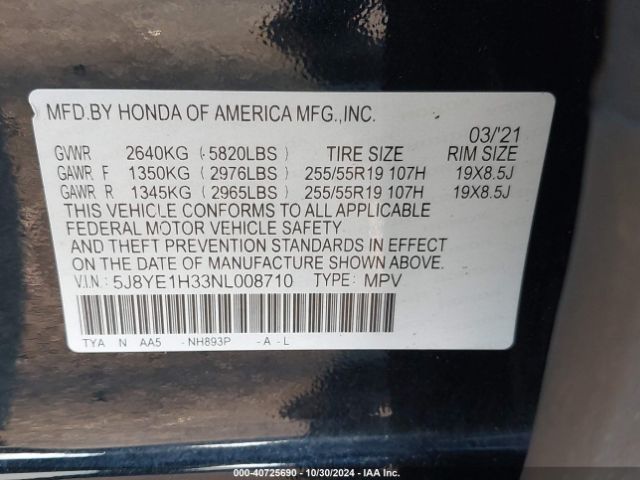 MFD.BY HONDA OF AMERICA MFG.,INC.
03/'21
GVWR 2640KG (5820LBS) TIRE SIZE RIM SIZE
GAWR F 1350KG (2976LBS) 255/55R19 107H 19X8.5J
GAWR R 1345KG (2965LBS) 255/55R19 107H 19X8.5J
THIS VEHICLE CONFORMS TO ALL APPLICABLE
FEDERAL MOTOR VEHICLE SAFETY
AND THEFT PREVENTION STANDARDS IN EFFECT
ON THE DATE OF MANUFACTURE SHOWN ABOVE.
V.I.N.: 5J8YE1H33NL008710 TYPE: MPV
TYA N AA5 -NH893P -A-L
000-40725690 - 10/30/2024 - IAA Inc.